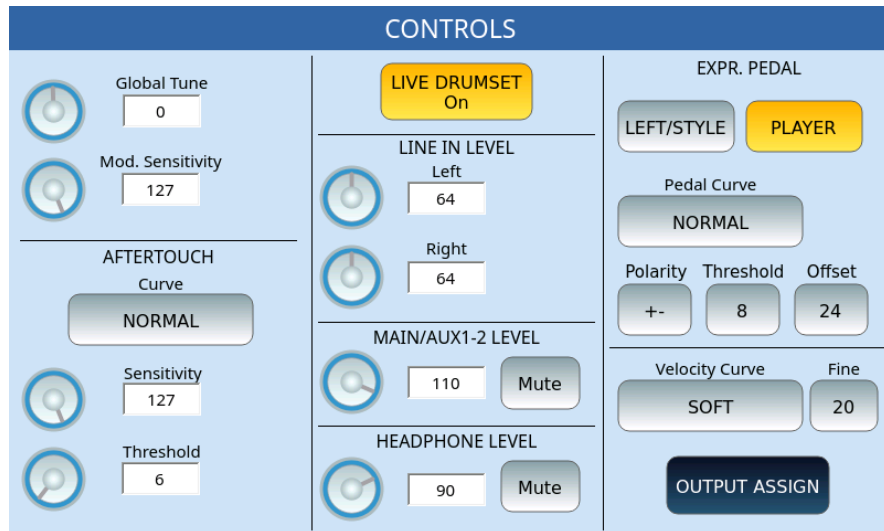 CONTROLS
Global Tune
0
Mod. Sensitivity
127
AFTERTOUCH
Curve
NORMAL
Sensitivity
127
Threshold
6
LIVE DRUMSET
On
LINE IN LEVEL
Left
64
Right
64
MAIN/AUX1-2 LEVEL
110
Mute
HEADPHONE LEVEL
90
Mute
EXPR. PEDAL
LEFT/STYLE
PLAYER
Pedal Curve
NORMAL
Polarity Threshold Offset
+- 8 24
Velocity Curve Fine
SOFT 20
OUTPUT ASSIGN